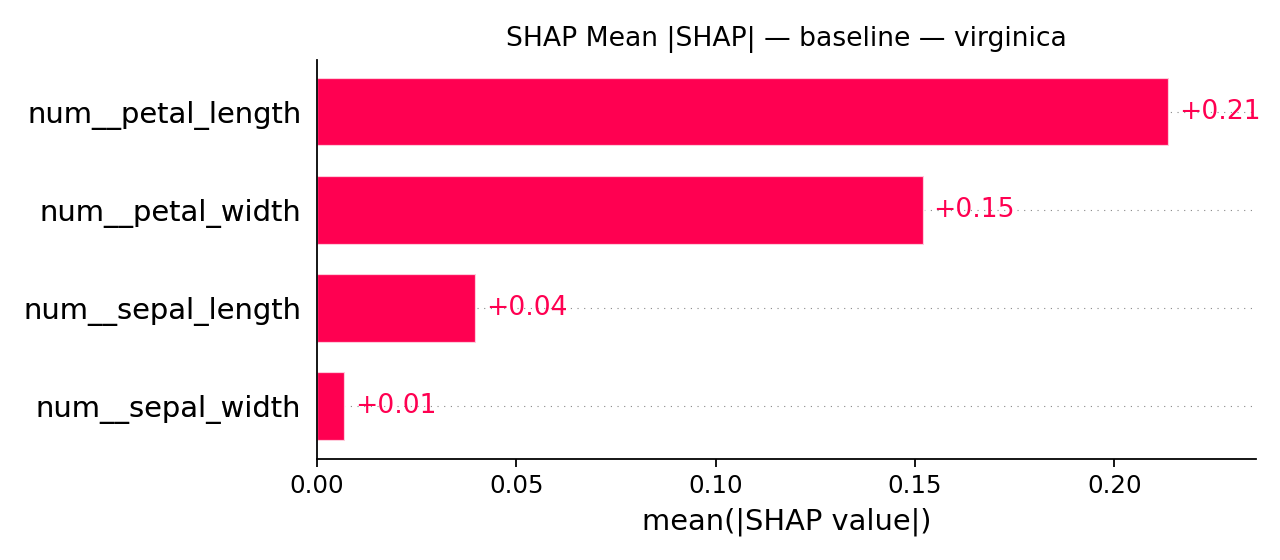 SHAP Mean |SHAP| — baseline — virginica
num__petal_length +0.21
num__petal_width +0.15
num__sepal_length +0.04
num__sepal_width +0.01
0.00 0.05 0.10 0.15 0.20
mean(|SHAP value|)